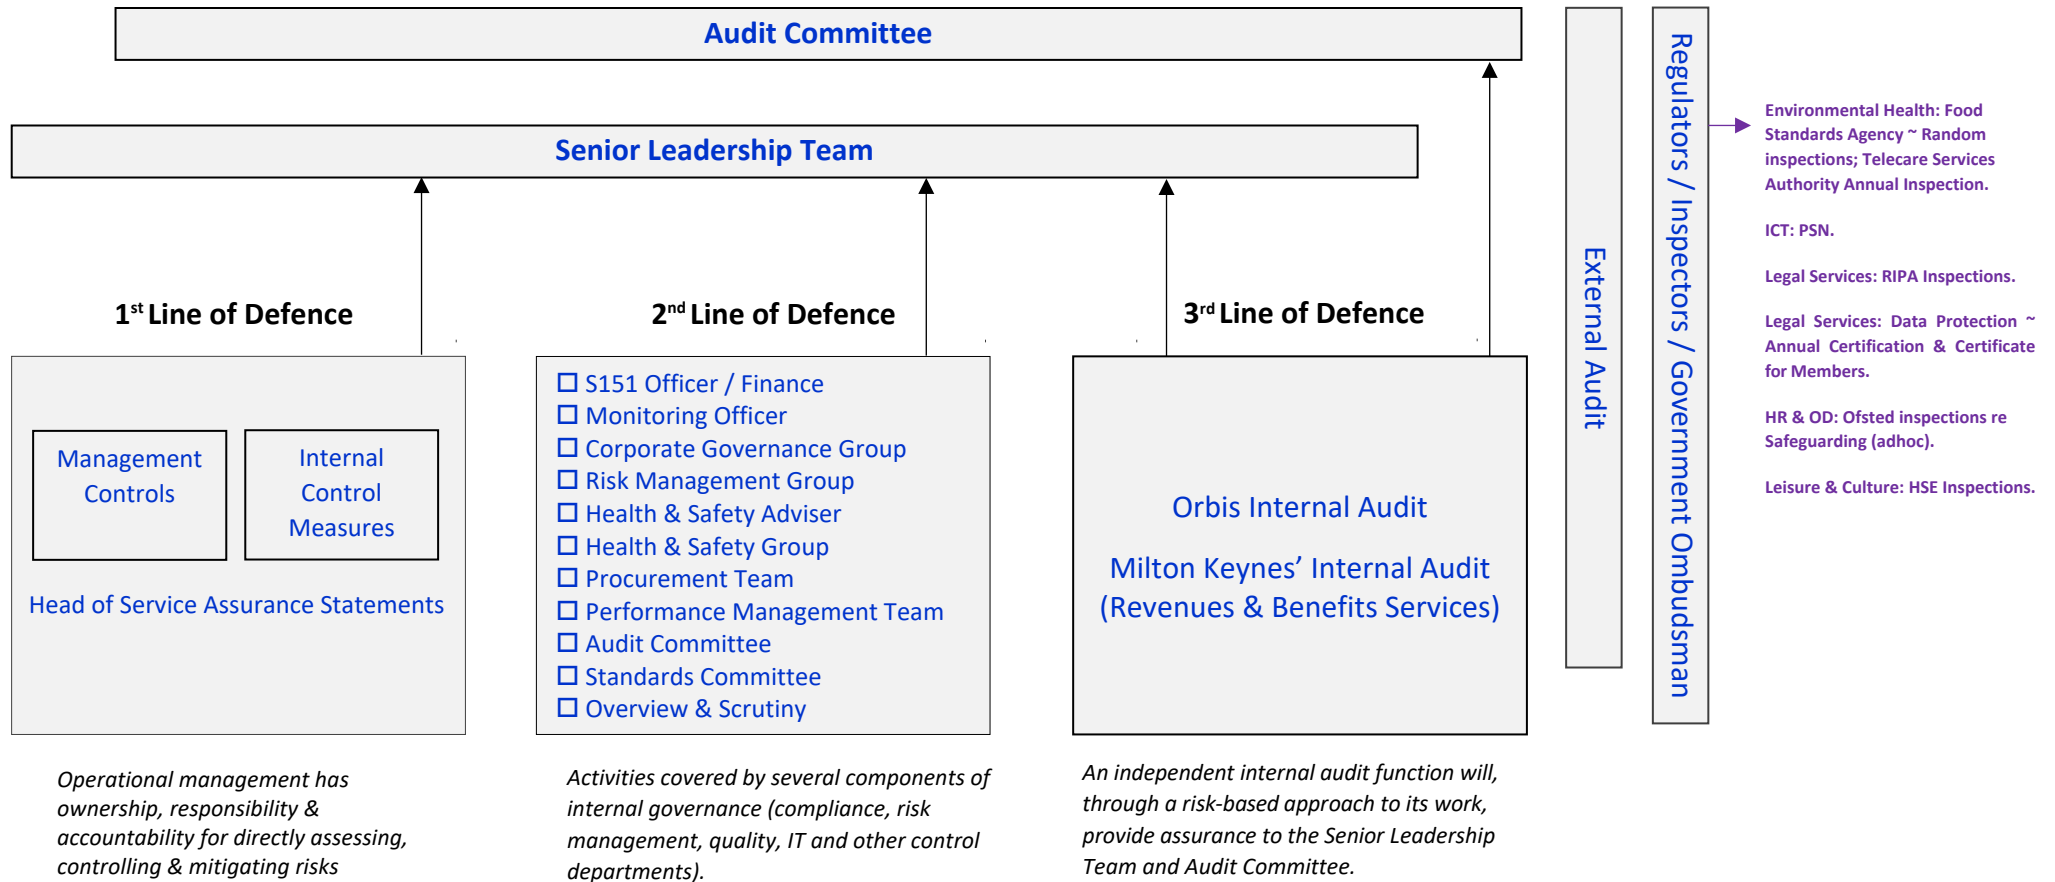 Audit Committee
Senior Leadership Team
1st Line of Defence
Management
Controls
Internal
Control
Measures
Head of Service Assurance Statements
Operational management has
ownership, responsibility &
accountability for directly assessing,
controlling & mitigating risks
2nd Line of Defence
☐ S151 Officer / Finance
☐ Monitoring Officer
☐ Corporate Governance Group
☐ Risk Management Group
☐ Health & Safety Adviser
☐ Health & Safety Group
☐ Procurement Team
☐ Performance Management Team
☐ Audit Committee
☐ Standards Committee
☐ Overview & Scrutiny
Activities covered by several components of
internal governance (compliance, risk
management, quality, IT and other control
departments).
3rd Line of Defence
Orbis Internal Audit
Milton Keynes’ Internal Audit
(Revenues & Benefits Services)
An independent internal audit function will,
through a risk-based approach to its work,
provide assurance to the Senior Leadership
Team and Audit Committee.
External Audit
Regulators / Inspectors / Government Ombudsman
Environmental Health: Food
Standards Agency ~ Random
inspections; Telecare Services
Authority Annual Inspection.
ICT: PSN.
Legal Services: RIPA Inspections.
Legal Services: Data Protection ~
Annual Certification & Certificate
for Members.
HR & OD: Ofsted inspections re
Safeguarding (adhoc).
Leisure & Culture: HSE Inspections.